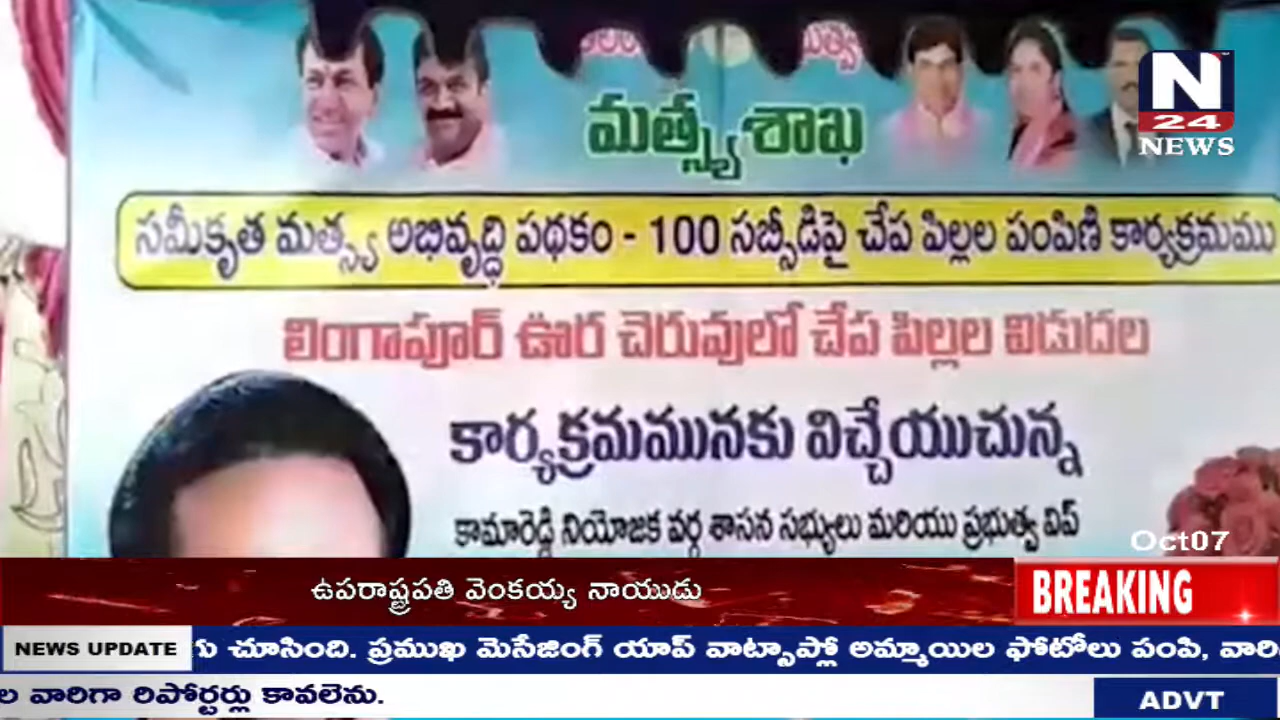 మత్స్యశాఖ
N
24
NEWS
సమీకృత మత్స్య అభివృద్ధి పథకం - 100 సబ్సీడిపై చేప పిల్లల పంపిణి కార్యక్రమము
లింగాపూర్ ఊర చెరువులో చేప పిల్లల విడుదల
కార్యక్రమమునకు విచ్చేయుచున్న
కామారెడ్డి నియోజక వర్గ శాసన సభ్యులు మరియు ప్రభుత్వ విప్
Oct07
ఉపరాష్ట్రపతి వెంకయ్య నాయుడు
BREAKING
NEWS UPDATE
చూసింది. ప్రముఖ మెసేజింగ్ యాప్ వాట్సాప్లో అమ్మాయిల ఫోటోలు పంపి,
ల వారిగా రిపోర్టర్లు కావలెను.
ADVT